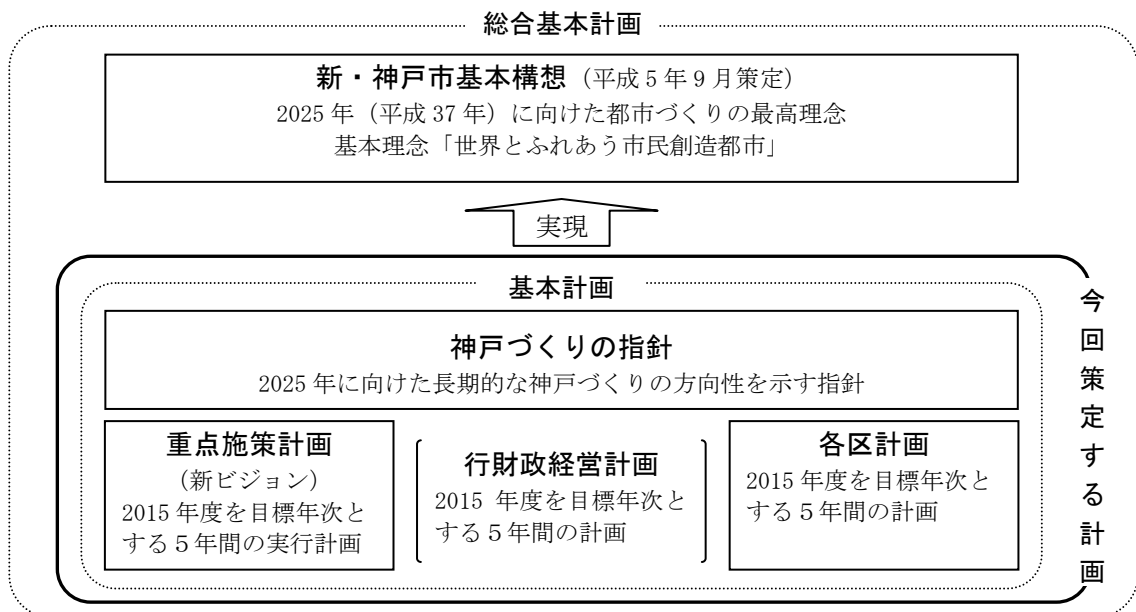 総合基本計画
新・神戸市基本構想（平成5年9月策定）
2025年（平成37年）に向けた都市づくりの最高理念
基本理念「世界とふれあう市民創造都市」
実現
基本計画
神戸づくりの指針
2025年に向けた長期的な神戸づくりの方向性を示す指針
重点施策計画
（新ビジョン）
2015年度を目標年次と
する５年間の実行計画
行財政経営計画
2015年度を目標年次と
する５年間の計画
各区計画
2015年度を目標年次と
する５年間の計画
今回策定する計画